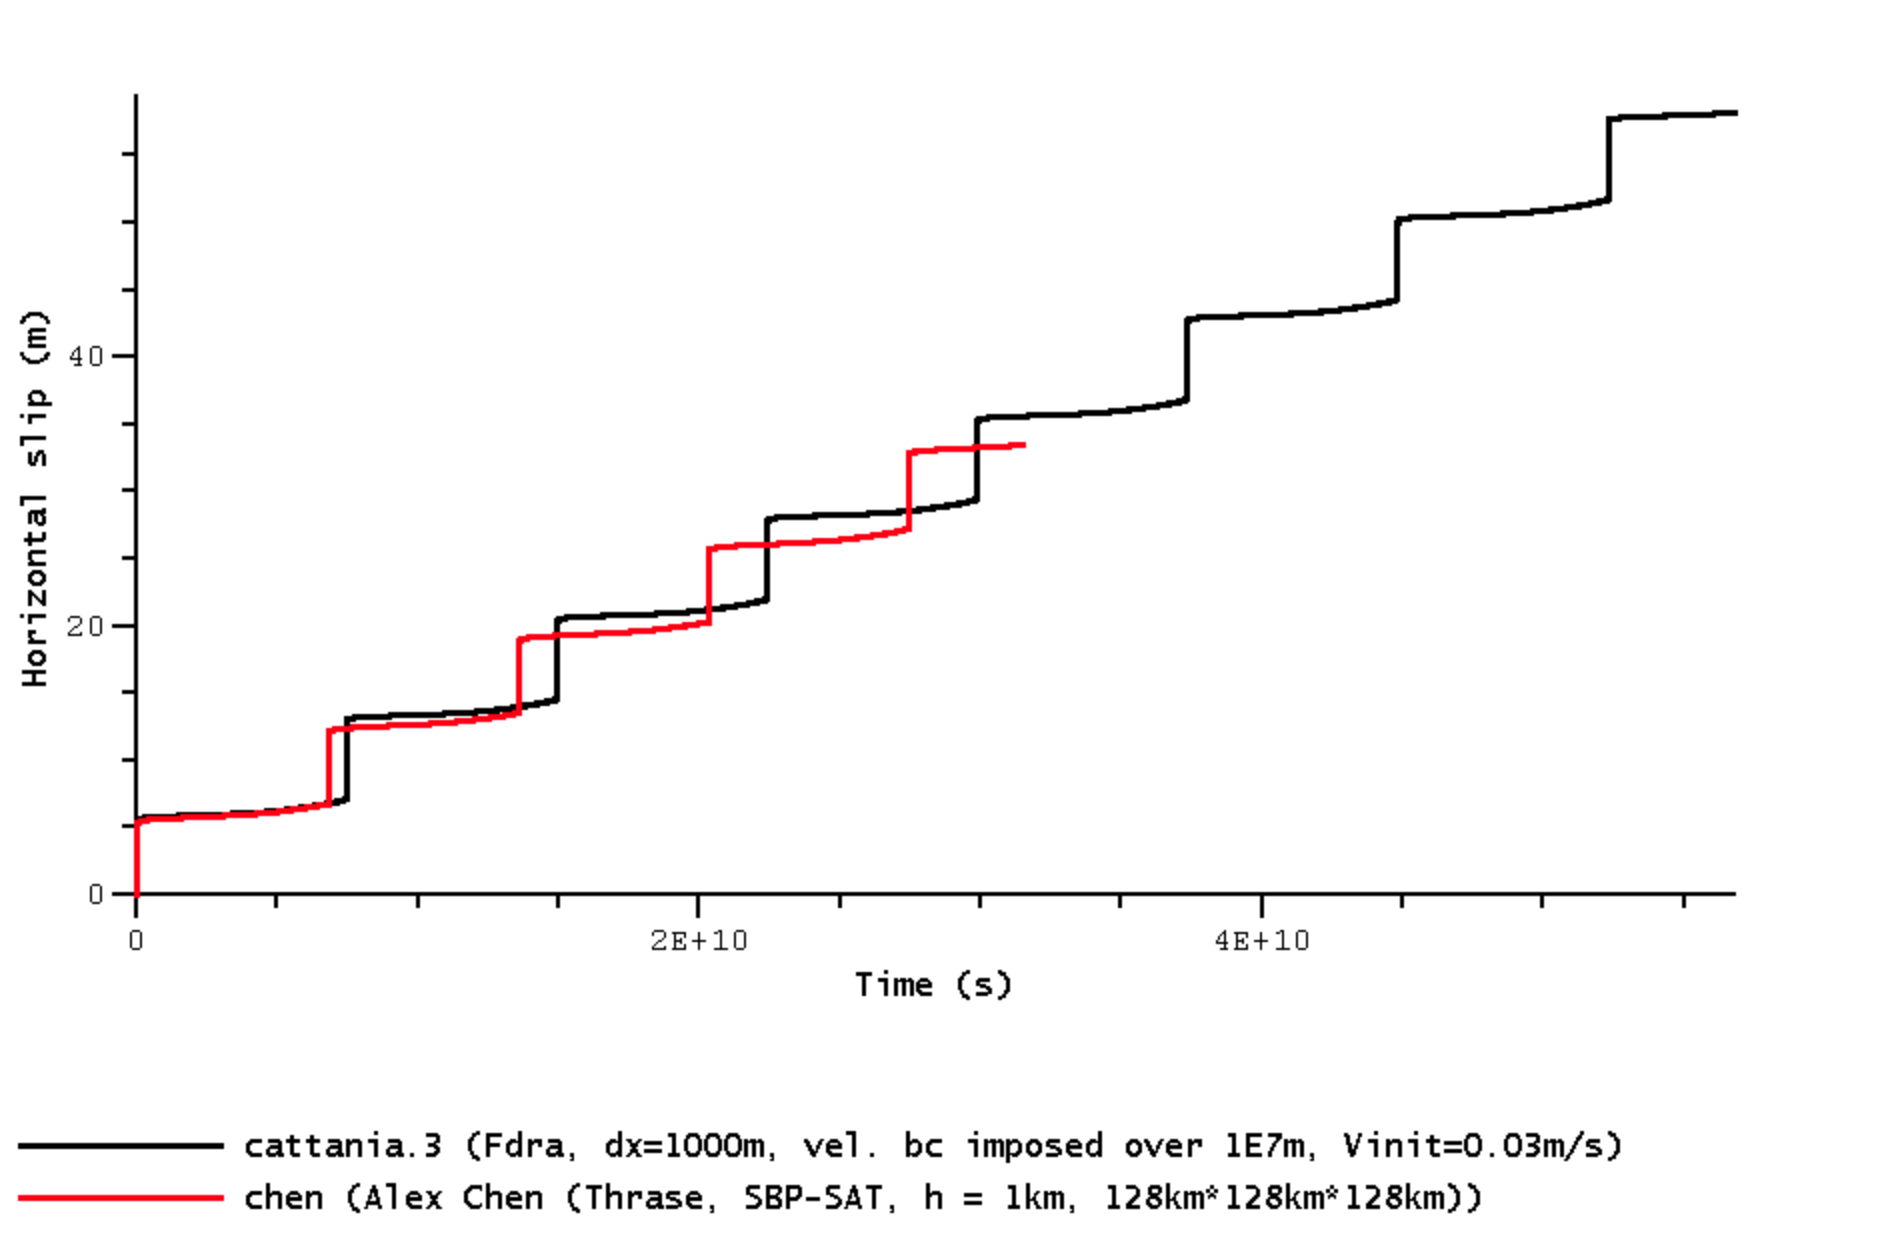 Horizontal slip (m)
40
20
0
0
2E+10
4E+10
Time (s)
cattania.3 (Fdra, dx=1000m, vel. bc imposed over 1E7m, Vinit=0.03m/s)
chen (Alex Chen (Thrase, SBP-SAT, h = 1km, 128km*128km*128km))